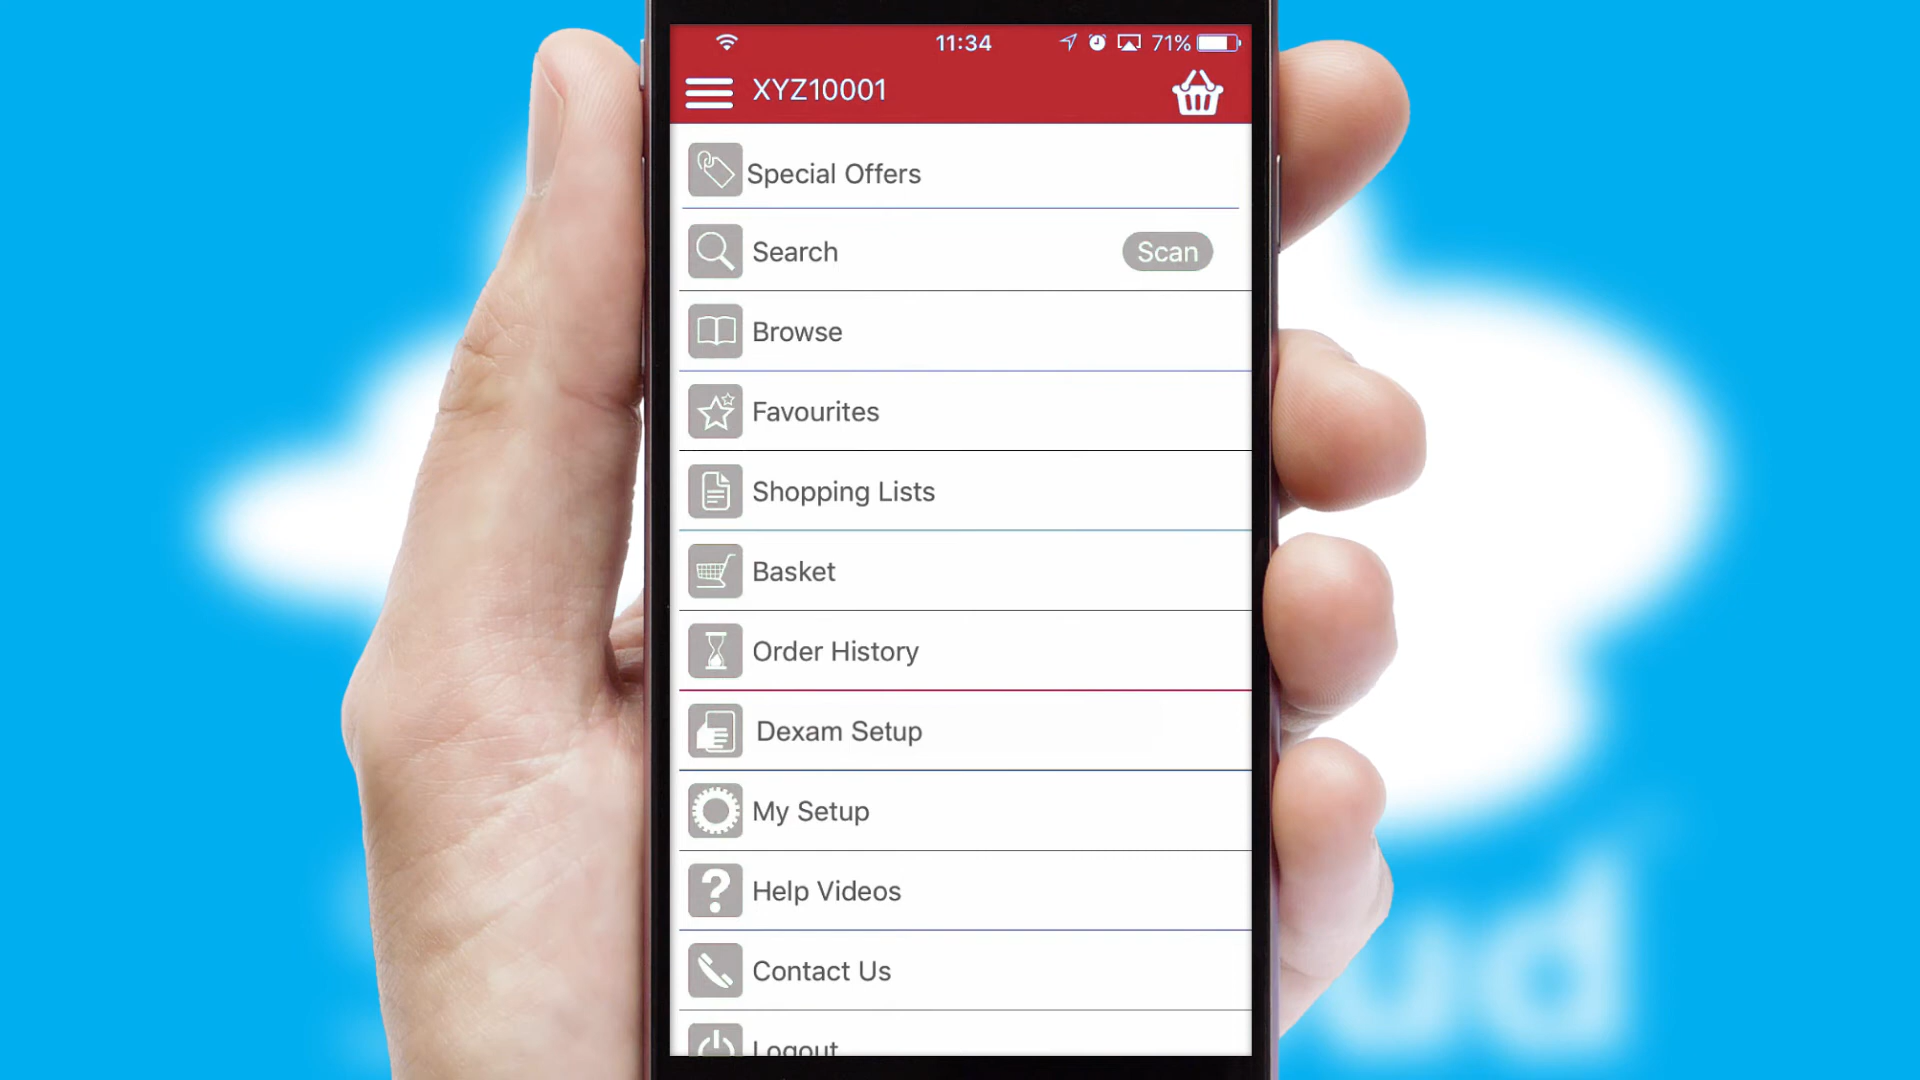 11:34 71%
XYZ10001
Special Offers
Search Scan
Browse
Favourites
Shopping Lists
Basket
Order History
Dexam Setup
My Setup
Help Videos
Contact Us
Logout
ud